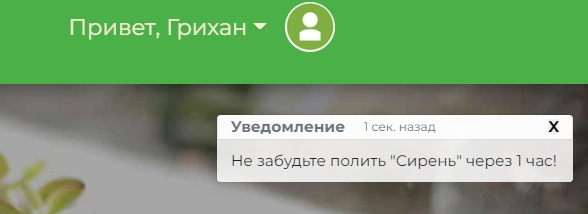 Привет, Грихан
Уведомление 1 сек. назад X
Не забудьте полить "Сирень" через 1 час!